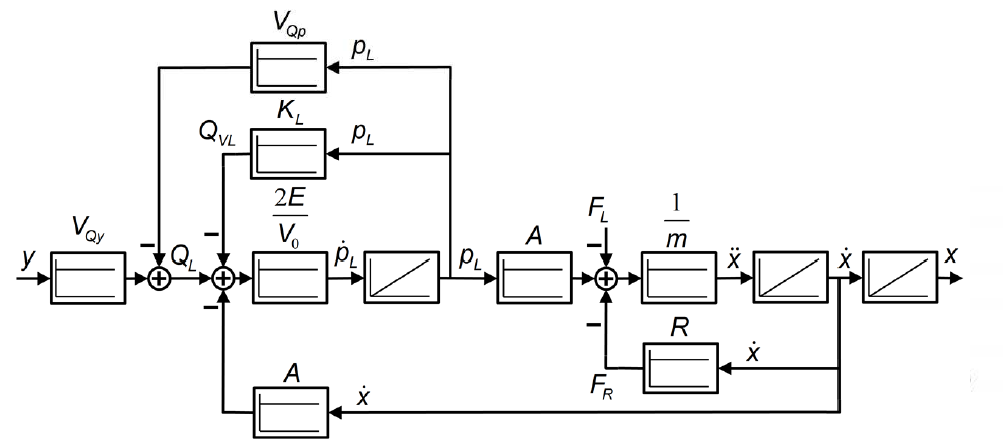 V_{Qp}
p_L
K_L
Q_{VL}
p_L
\frac{2E}{V_0}
F_L
\frac{1}{m}
V_{Qy}
A
y
−
−
Q_L
\dot{p}_L
p_L
−
\ddot{x}
\dot{x}
x
+
+
+
−
−
R
\dot{x}
F_R
A
\dot{x}